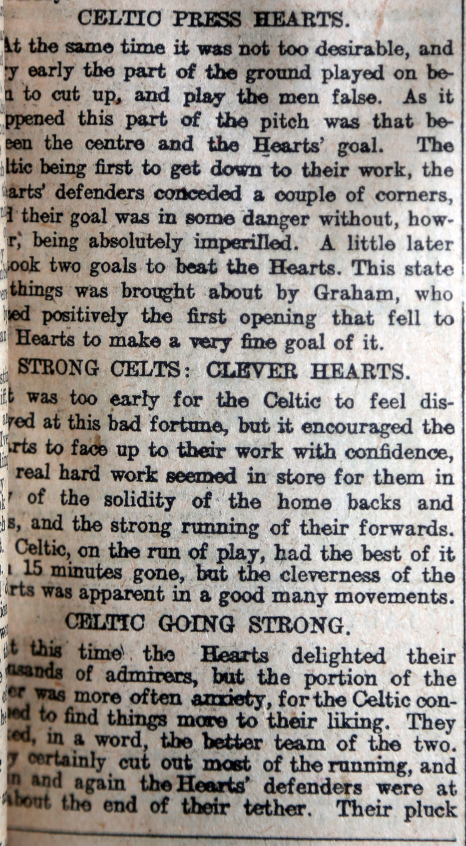 CELTIC PRESS HEARTS.
At the same time it was not too desirable, and
early the part of the ground played on be-
to cut up, and play the men false. As it
ppened this part of the pitch was that be-
een the centre and the Hearts' goal. The
ltic being first to get down to their work, the
arts' defenders conceded a couple of corners,
their goal was in some danger without, how-
r, being absolutely imperilled. A little later
ook two goals to beat the Hearts. This state
things was brought about by Graham, who
positively the first opening that fell to
Hearts to make a very fine goal of it.
STRONG CELTS: CLEVER HEARTS.
t was too early for the Celtic to feel dis-
yed at this bad fortune, but it encouraged the
rts to face up to their work with confidence,
real hard work seemed in store for them in
of the solidity of the home backs and
s, and the strong running of their forwards.
Celtic, on the run of play, had the best of it
15 minutes gone, but the cleverness of the
rts was apparent in a good many movements.
CELTIC GOING STRONG.
t this time the Hearts delighted their
usands of admirers, but the portion of the
er was more often anxiety, for the Celtic con-
ed to find things more to their liking. They
ed, in a word, the better team of the two.
y certainly cut out most of the running, and
n and again the Hearts' defenders were at
about the end of their tether. Their pluck